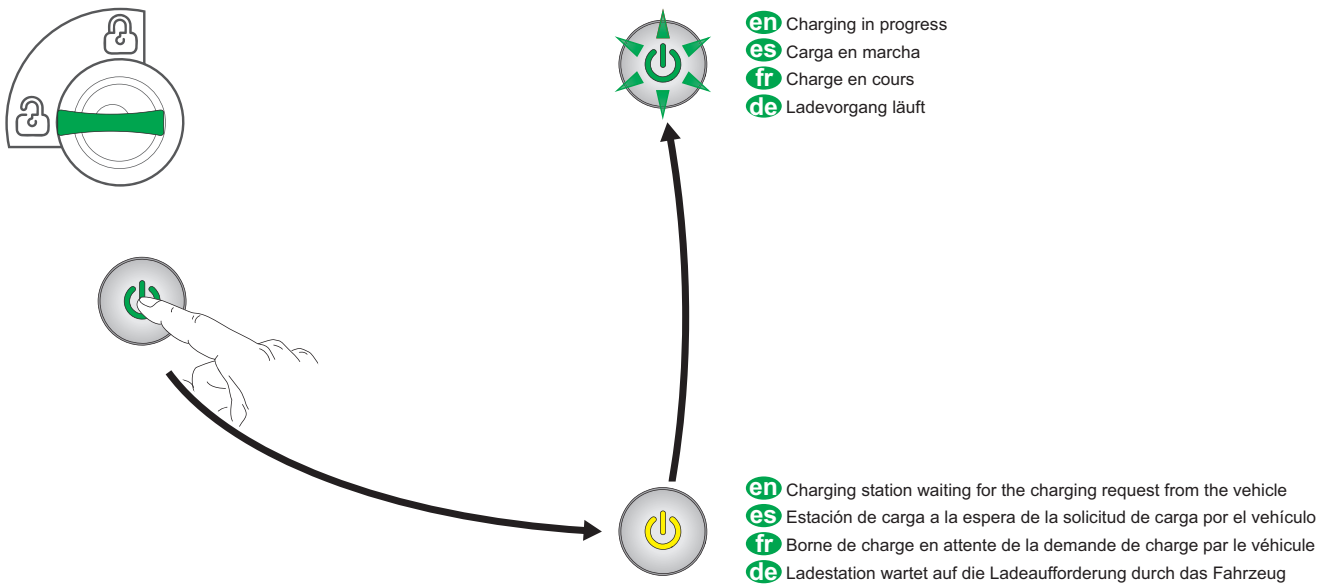 en Charging in progress
es Carga en marcha
fr Charge en cours
de Ladevorgang läuft
en Charging station waiting for the charging request from the vehicle
es Estación de carga a la espera de la solicitud de carga por el vehículo
fr Borne de charge en attente de la demande de charge par le véhicule
de Ladestation wartet auf die Ladeaufforderung durch das Fahrzeug